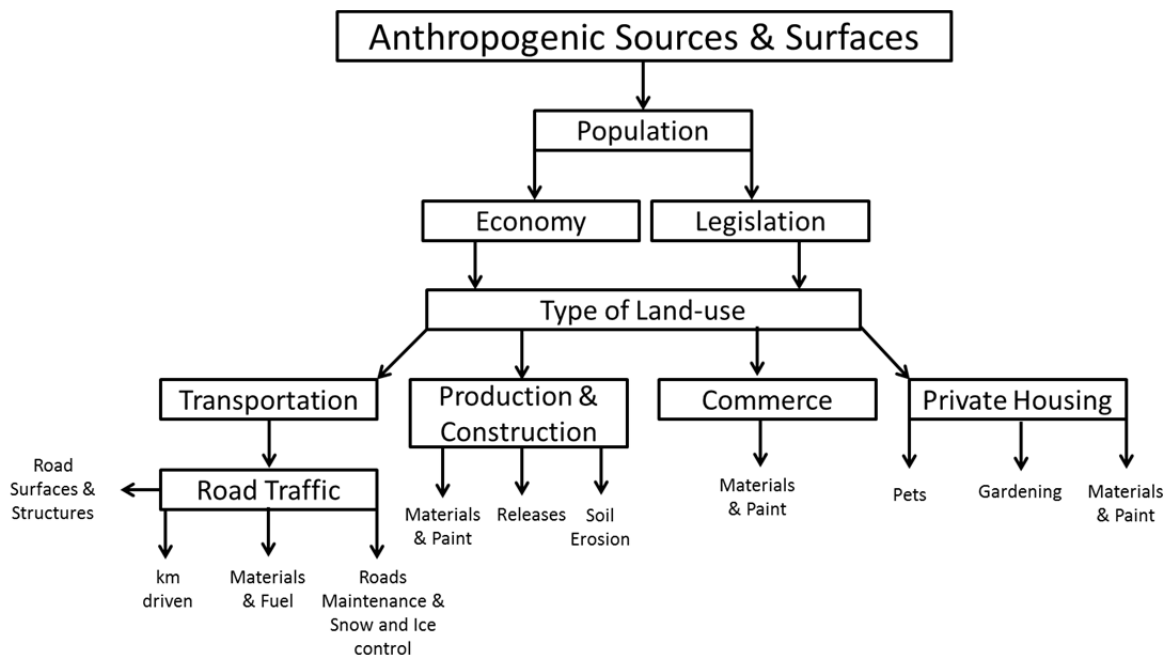 Anthropogenic Sources & Surfaces
Population
Economy
Legislation
Type of Land-use
Transportation
Production &
Construction
Commerce
Private Housing
Road
Surfaces &
Structures
Road Traffic
Materials
& Paint
Releases
Soil
Erosion
Materials
& Paint
Pets
Gardening
Materials
& Paint
km
driven
Materials
& Fuel
Roads
Maintenance &
Snow and Ice
control